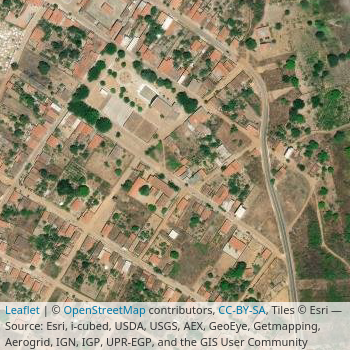 Leaflet | © OpenStreetMap contributors, CC-BY-SA, Tiles © Esri —
Source: Esri, i-cubed, USDA, USGS, AEX, GeoEye, Getmapping,
Aerogrid, IGN, IGP, UPR-EGP, and the GIS User Community